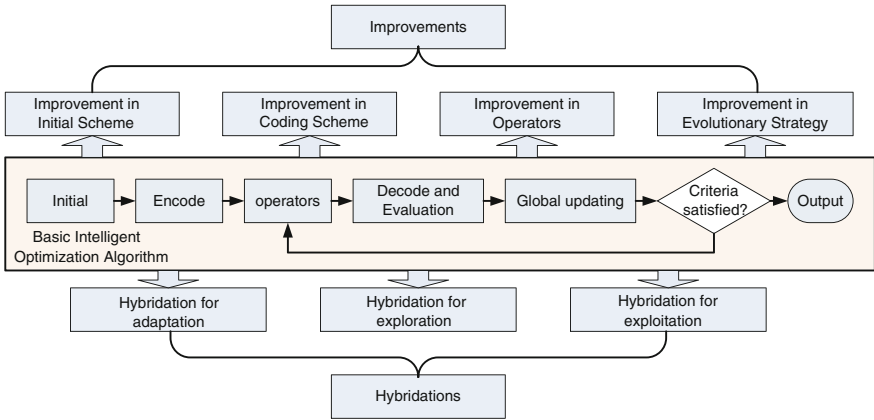 Improvements
Improvement in
Initial Scheme
Improvement in
Coding Scheme
Improvement in
Operators
Improvement in
Evolutionary Strategy
Initial
Encode
operators
Decode and
Evaluation
Global updating
Criteria
satisfied?
Output
Basic Intelligent
Optimization Algorithm
Hybridation for
adaptation
Hybridation for
exploration
Hybridation for
exploitation
Hybridations